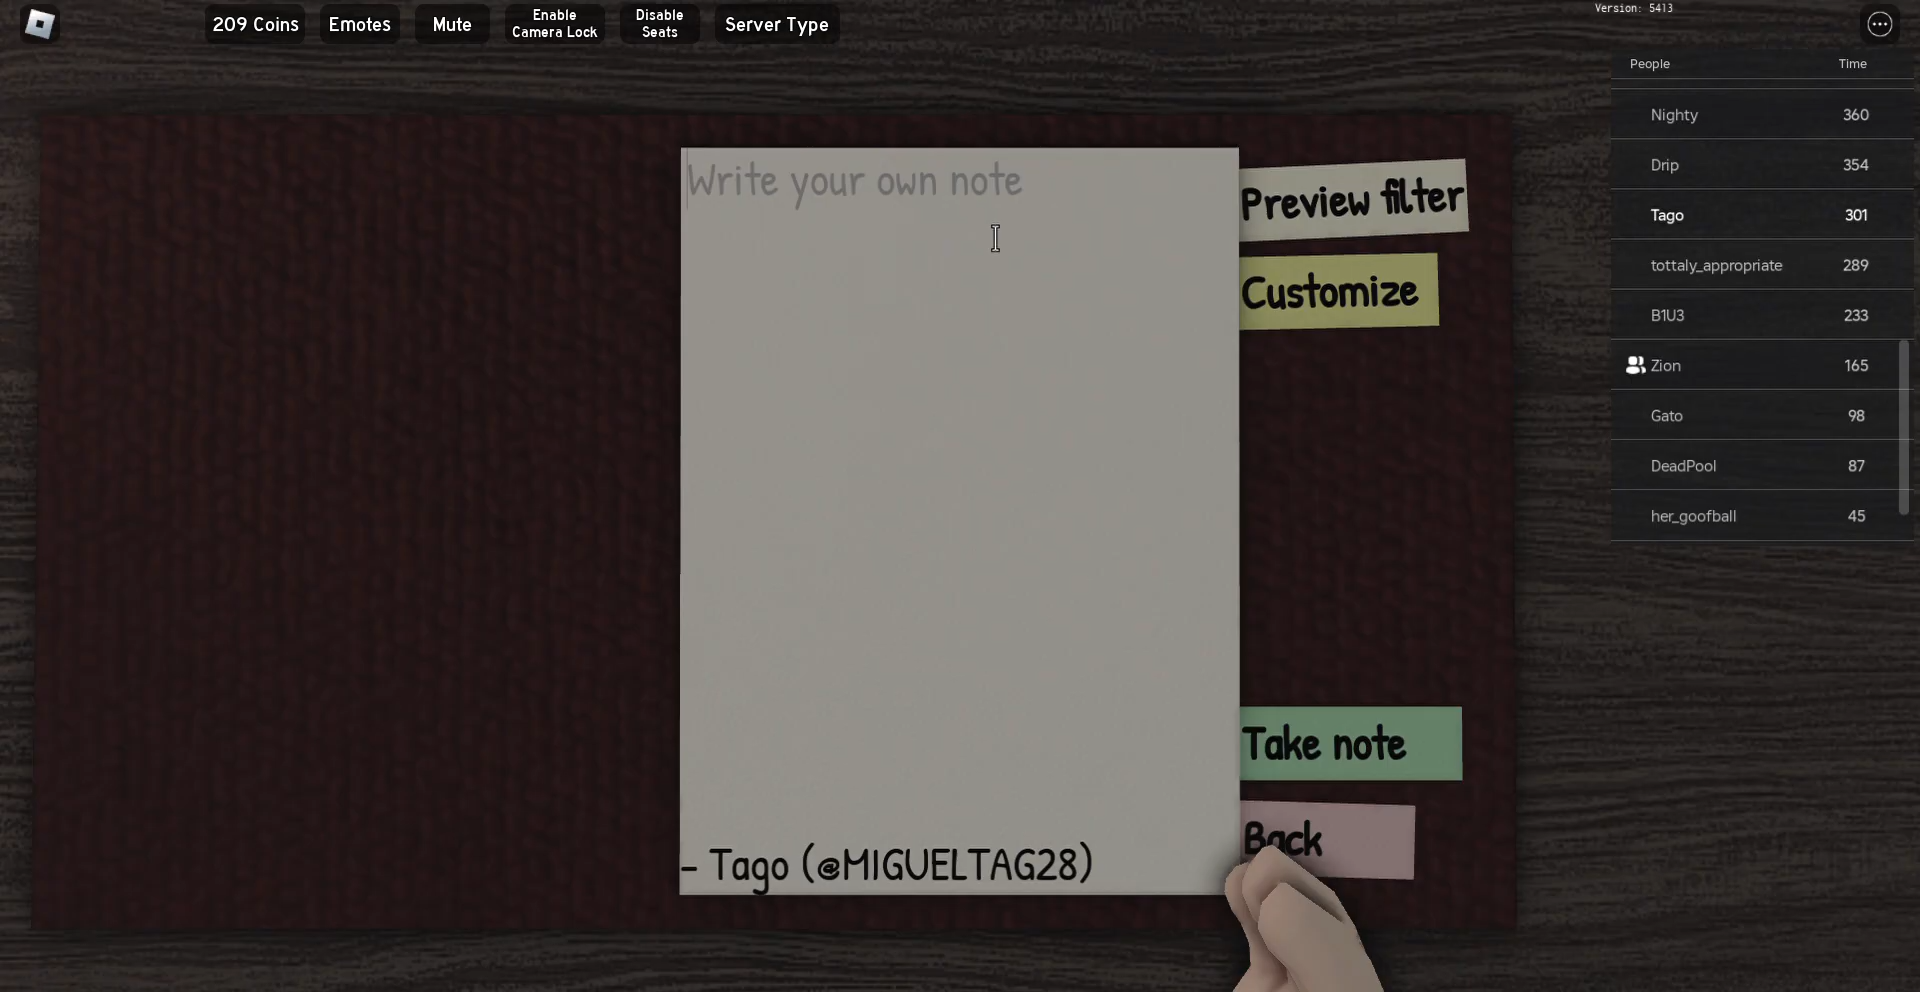 209 Coins
Emotes
Mute
Enable
Camera Lock
Disable
Seats
Server Type
Version: 5413
People Time
Nighty 360
Drip 354
Tago 301
tottaly_appropriate 289
B1U3 233
Zion 165
Gato 98
DeadPool 87
her_goofball 45
Write your own note
Preview filter
Customize
Take note
Back
- Tago (@MIGUELTAG28)